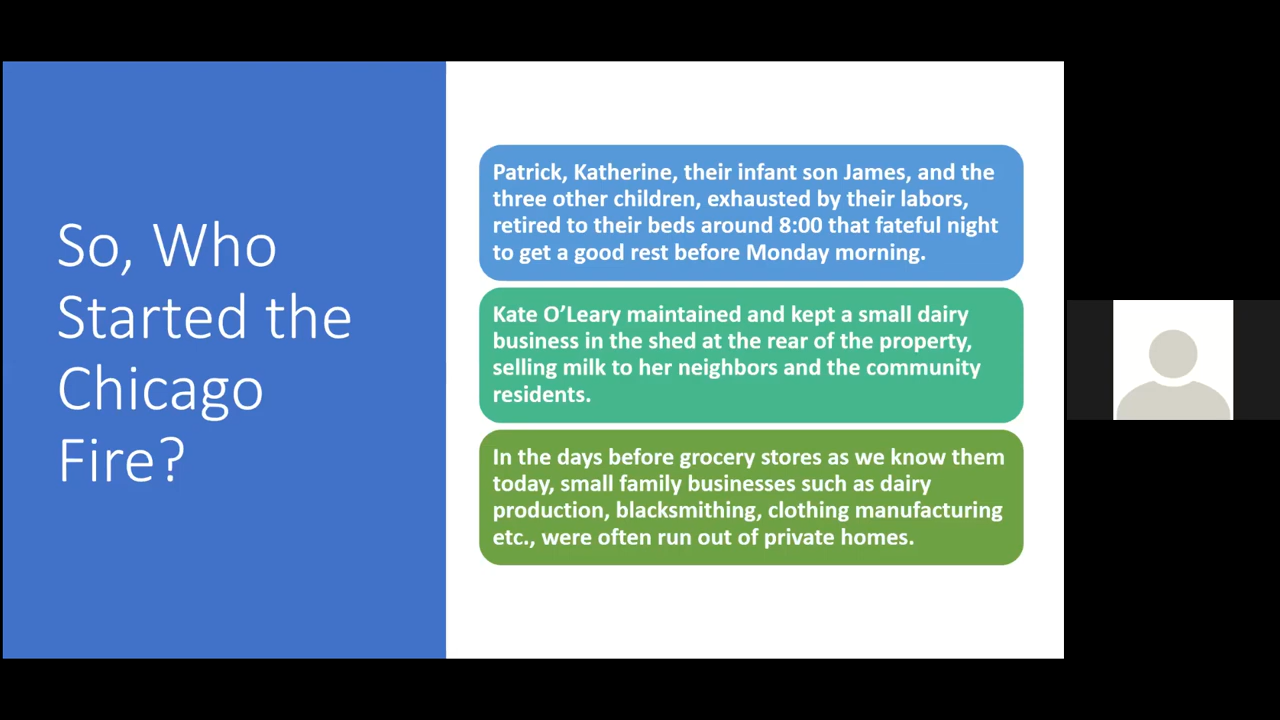 So, Who
Started the
Chicago
Fire?
Patrick, Katherine, their infant son James, and the
three other children, exhausted by their labors,
retired to their beds around 8:00 that fateful night
to get a good rest before Monday morning.
Kate O’Leary maintained and kept a small dairy
business in the shed at the rear of the property,
selling milk to her neighbors and the community
residents.
In the days before grocery stores as we know them
today, small family businesses such as dairy
production, blacksmithing, clothing manufacturing
etc., were often run out of private homes.